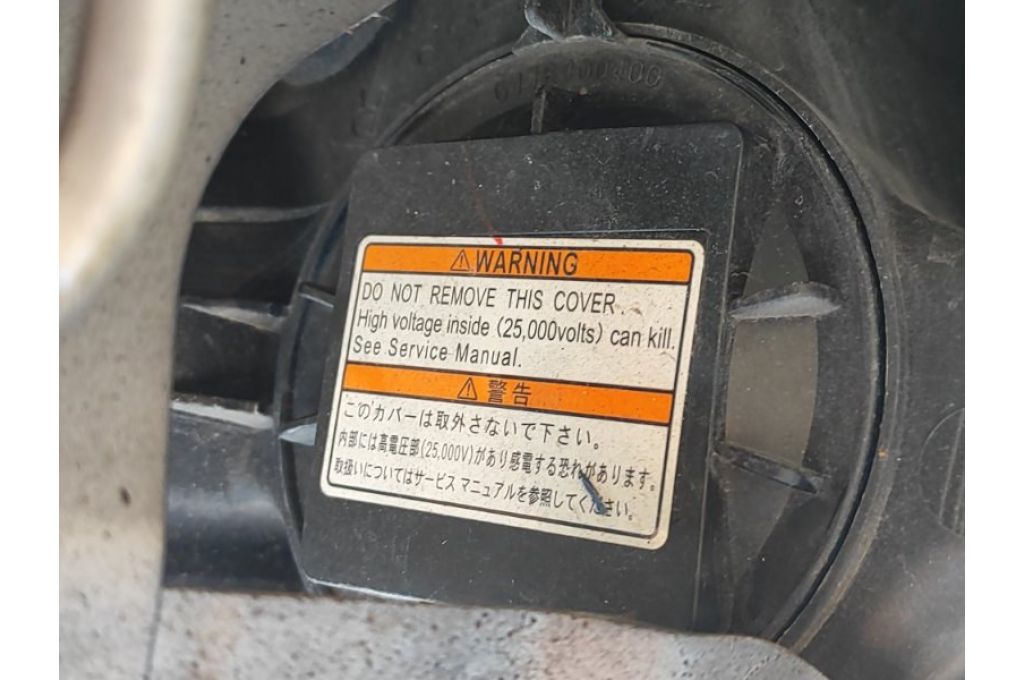 ⚠WARNING
DO NOT REMOVE THIS COVER.
High voltage inside (25,000volts) can kill.
See Service Manual.
⚠警告
このカバーは取外さないで下さい。
内部には高電圧部(25,000V)があり感電する恐れがあります。
取扱いについてはサービスマニュアルを参照してください。